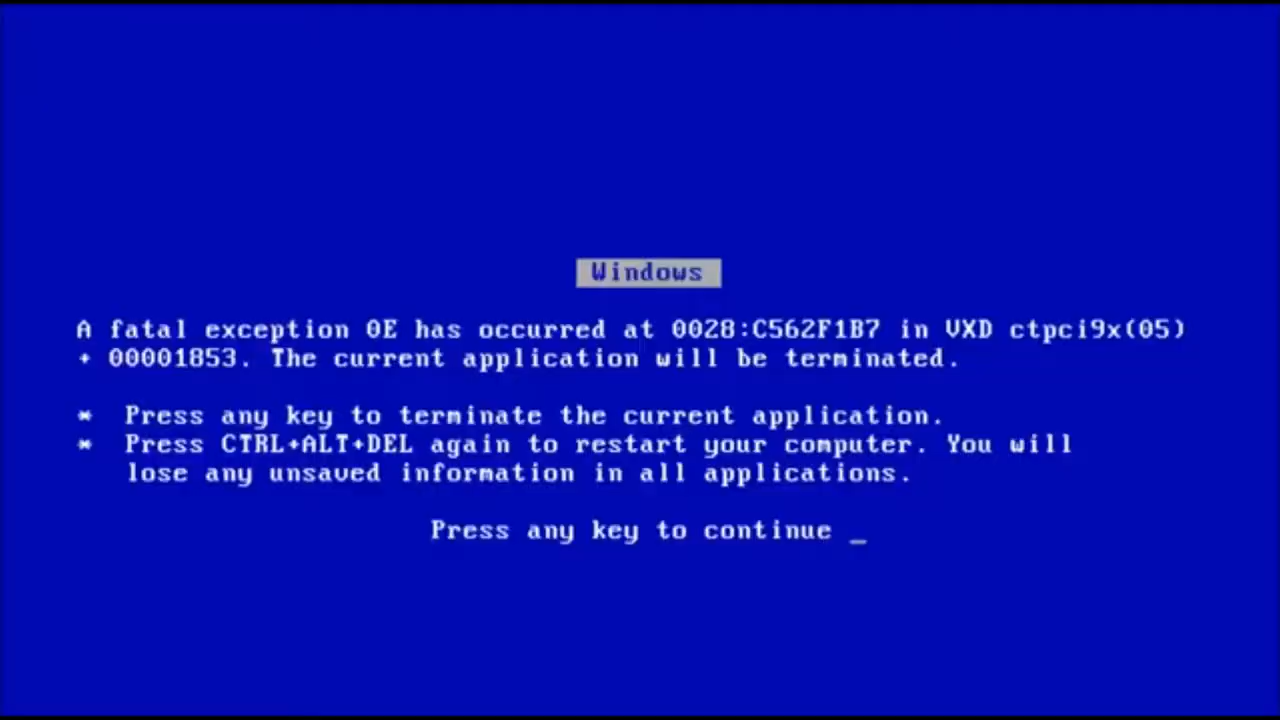 Windows
A fatal exception 0E has occurred at 0028:C562F1B7 in VXD ctpci9x(05)
+ 00001853. The current application will be terminated.
* Press any key to terminate the current application.
* Press CTRL+ALT+DEL again to restart your computer. You will
lose any unsaved information in all applications.
Press any key to continue _